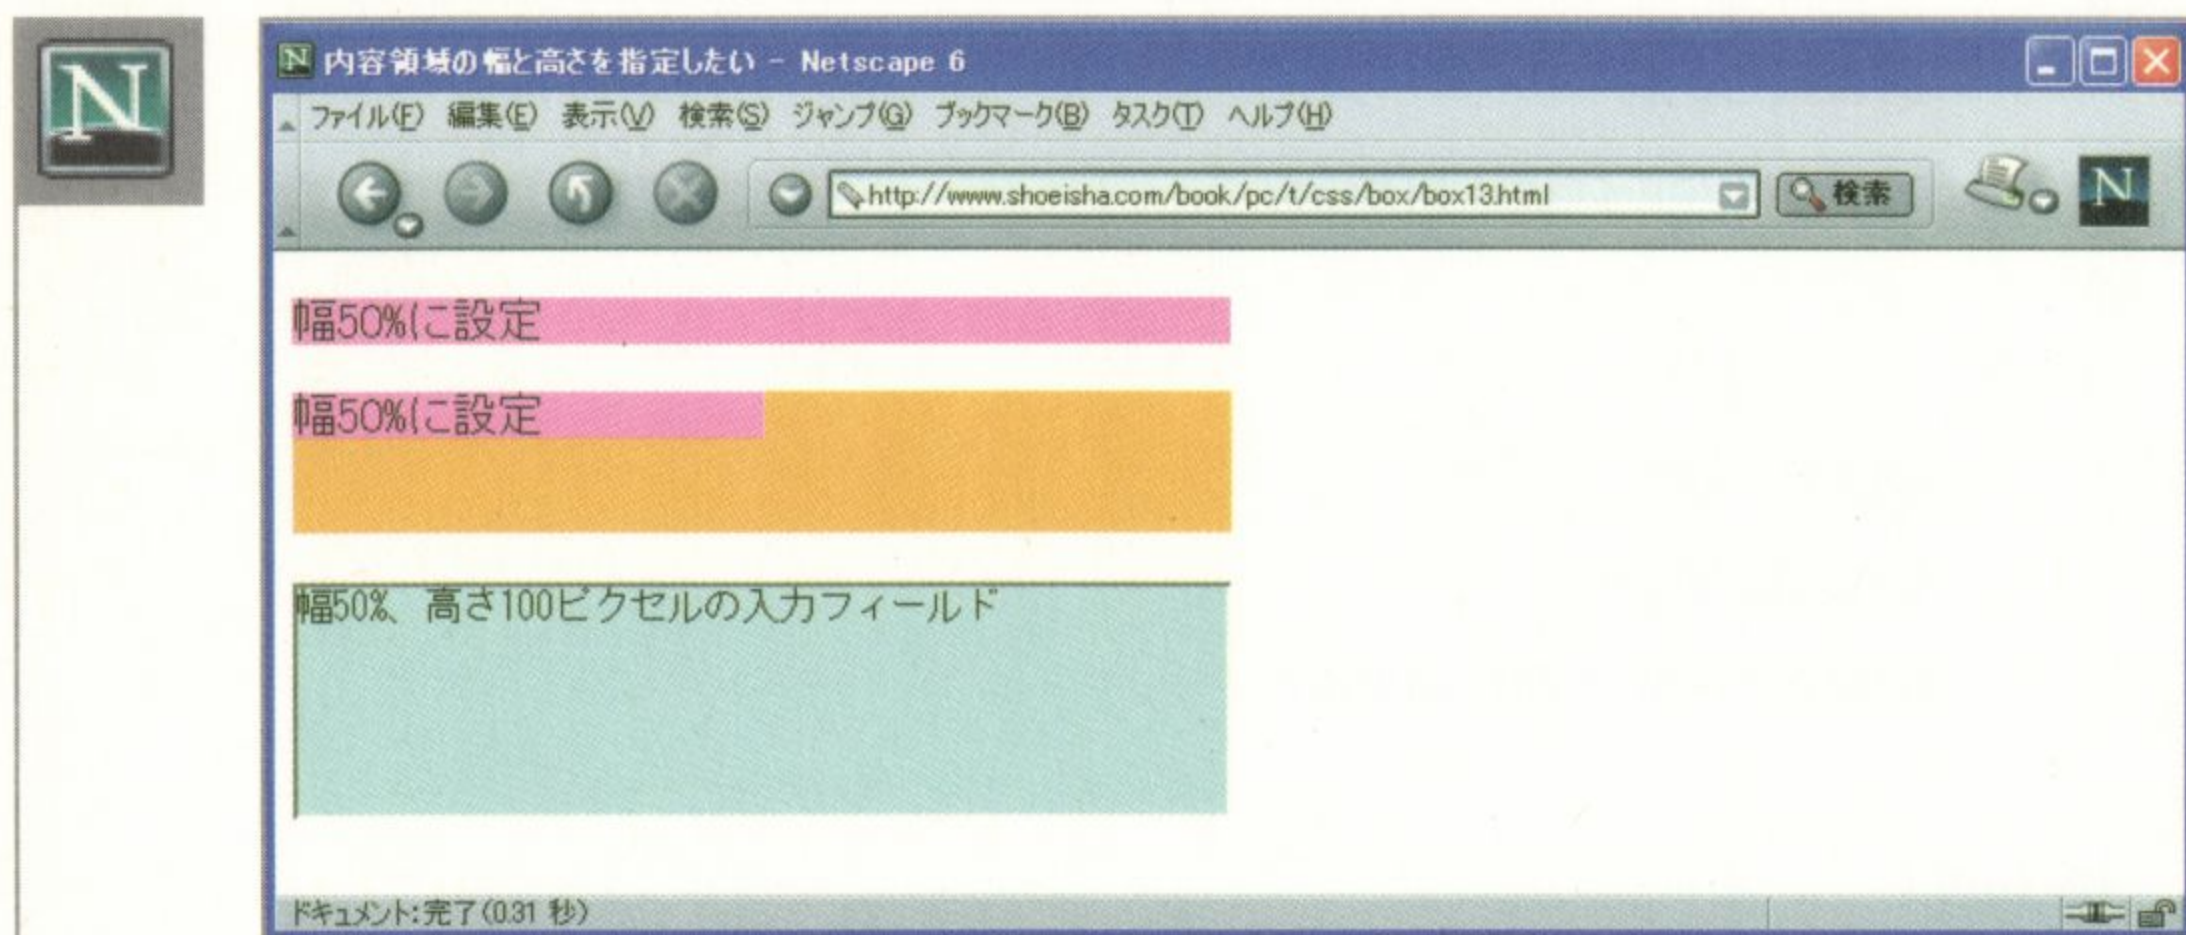 N
内容領域の幅と高さを指定したい - Netscape 6
ファイル(F) 編集(E) 表示(V) 検索(S) ジャンプ(G) ブックマーク(B) タスク(T) ヘルプ(H)
http://www.shoeisha.com/book/pc/t/css/box/box13.html 検索 N
幅50%に設定
幅50%に設定
幅50%、高さ100ピクセルの入力フィールド
ドキュメント:完了(0.31 秒)